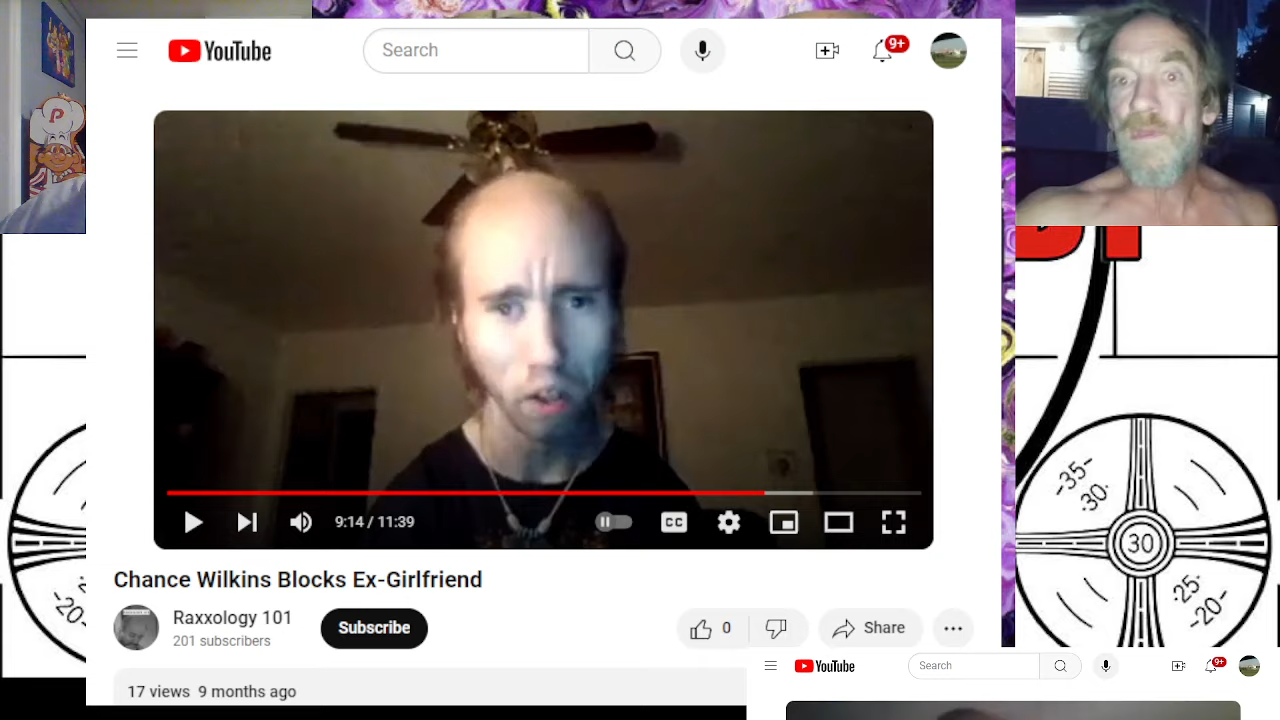 YouTube
Search
9+
P
9:14 / 11:39
CC
Chance Wilkins Blocks Ex-Girlfriend
Raxxology 101
201 subscribers
Subscribe
0
Share
17 views 9 months ago
-35-
-30-
30
-25-
-20-
-20-
YouTube
Search
9+